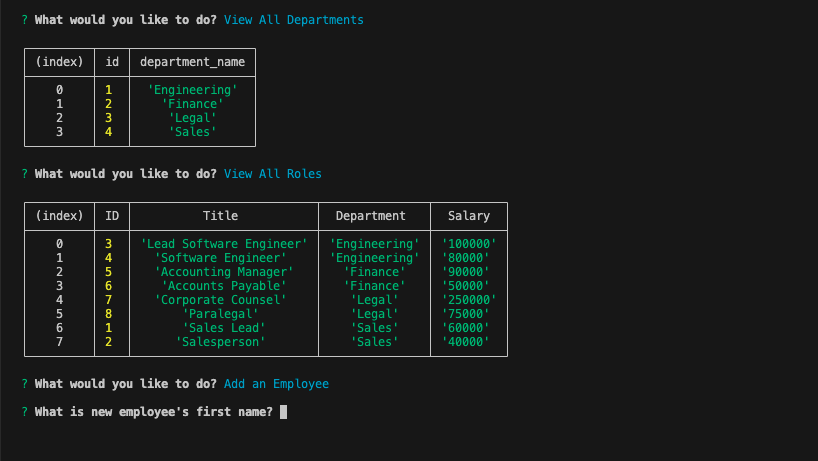 ? What would you like to do? View All Departments
(index) id department_name
0 1 'Engineering'
1 2 'Finance'
2 3 'Legal'
3 4 'Sales'
? What would you like to do? View All Roles
(index) ID Title Department Salary
0 3 'Lead Software Engineer' 'Engineering' '100000'
1 4 'Software Engineer' 'Engineering' '80000'
2 5 'Accounting Manager' 'Finance' '90000'
3 6 'Accounts Payable' 'Finance' '50000'
4 7 'Corporate Counsel' 'Legal' '250000'
5 8 'Paralegal' 'Legal' '75000'
6 1 'Sales Lead' 'Sales' '60000'
7 2 'Salesperson' 'Sales' '40000'
? What would you like to do? Add an Employee
? What is new employee's first name?